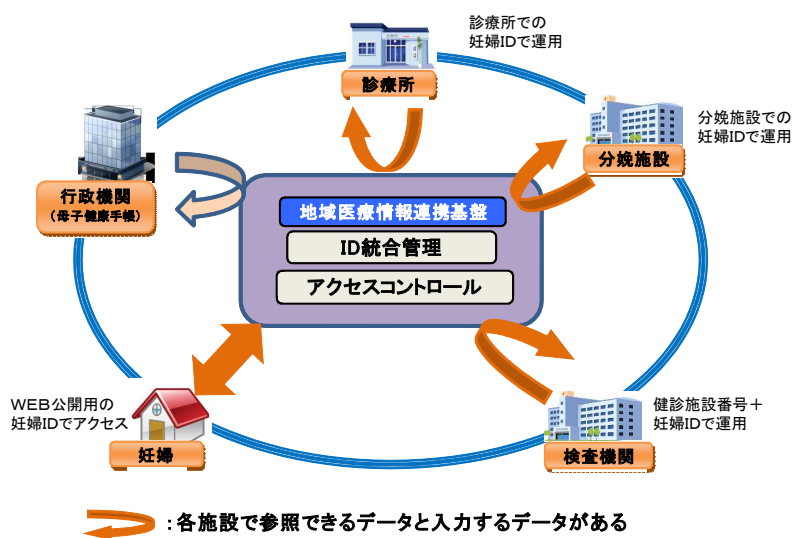 診療所での
妊婦IDで運用
診療所
分娩施設での
妊婦IDで運用
分娩施設
行政機関
（母子健康手帳）
地域医療情報連携基盤
ID統合管理
アクセスコントロール
WEB公開用の
妊婦IDでアクセス
妊婦
健診施設番号＋
妊婦IDで運用
検査機関
：各施設で参照できるデータと入力するデータがある